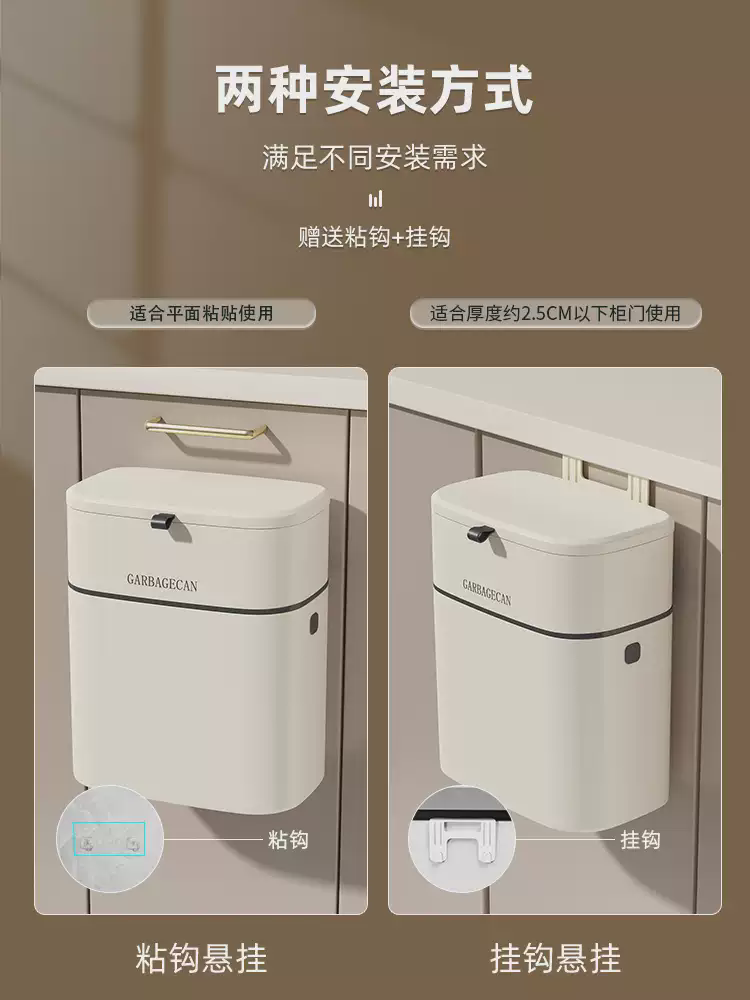 两种安装方式
满足不同安装需求
赠送粘钩+挂钩
适合平面粘贴使用
适合厚度约2.5CM以下柜门使用
GARBAGECAN
GARBAGECAN
粘钩
挂钩
粘钩悬挂
挂钩悬挂